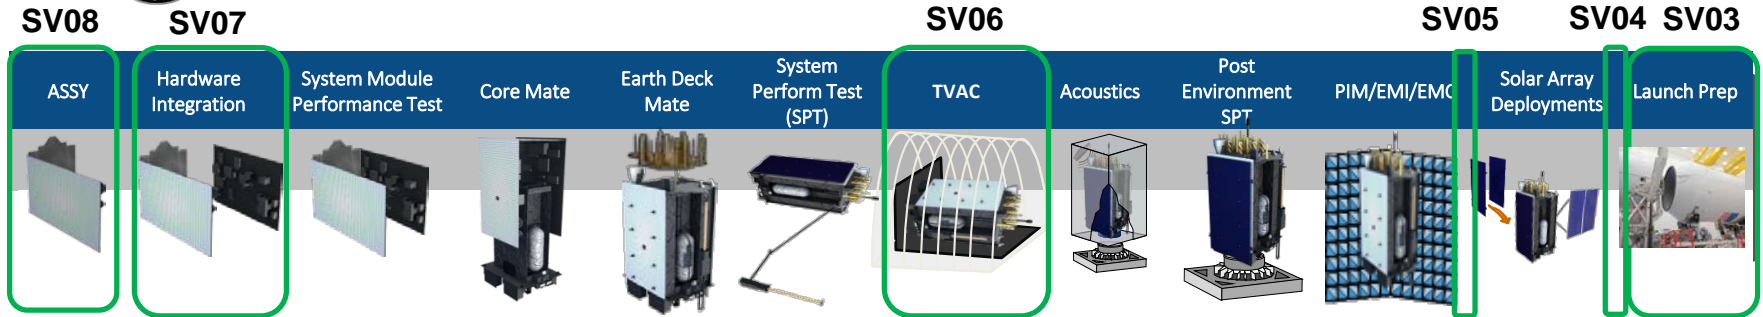 SV08 SV07 SV06 SV05 SV04 SV03
ASSY
Hardware
Integration
System Module
Performance Test
Core Mate
Earth Deck
Mate
System
Perform Test
(SPT)
TVAC
Acoustics
Post
Environment
SPT
PIM/EMI/EMC
Solar Array
Deployments
Launch Prep